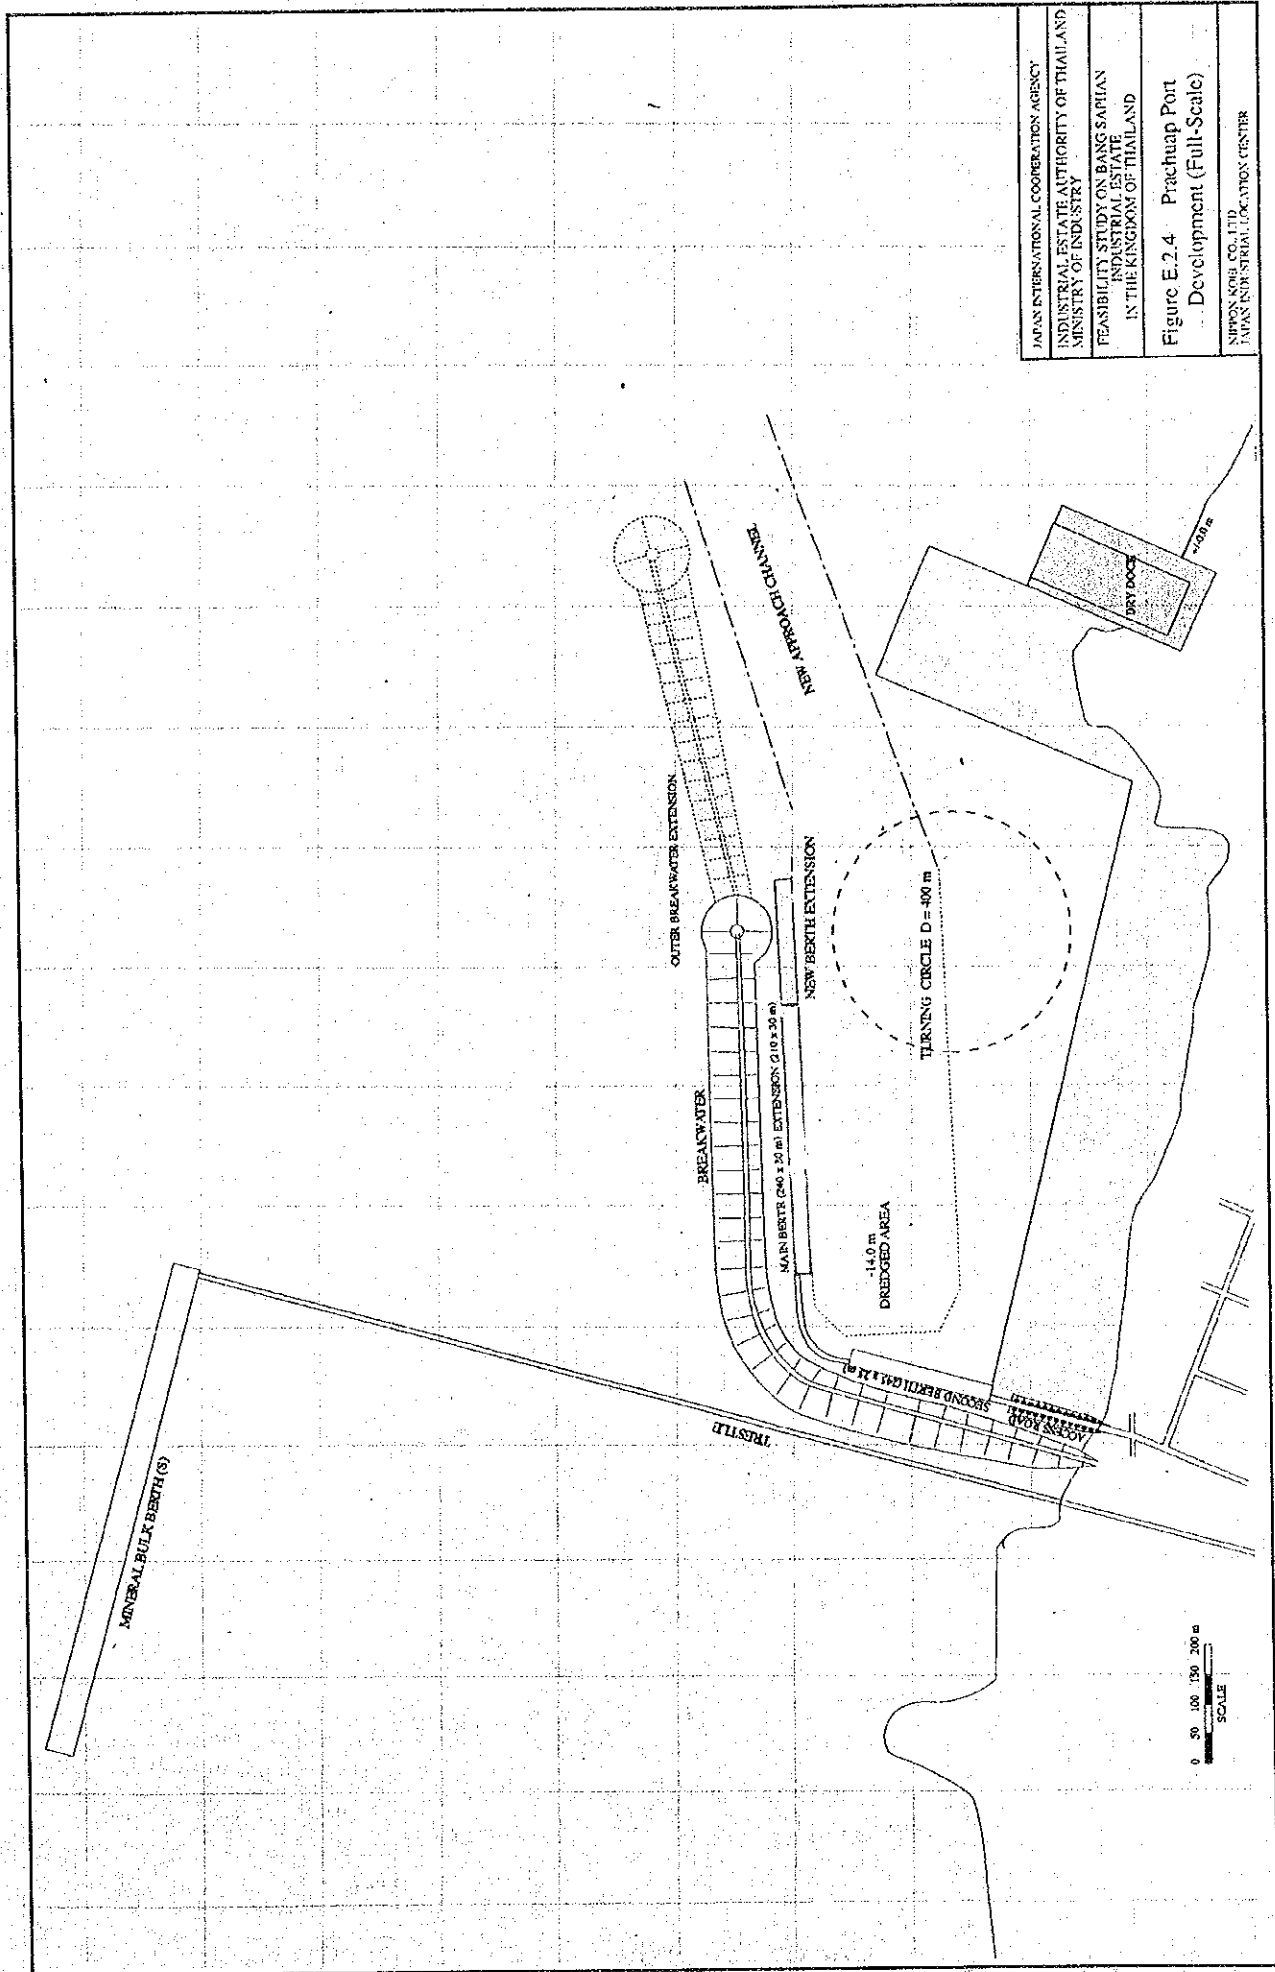 MINERAL BULK BERTH (S)
TRESTLE
BREAKWATER
OUTER BREAKWATER EXTENSION
NEW APPROACH CHANNEL
MAIN BERTH (240 x 30 m) EXTENSION (210 x 30 m)
NEW BERTH EXTENSION
-14.0 m
DREDGED AREA
TURNING CIRCLE D = 400 m
SECOND BERTH
ACCESS ROAD
DRY DOCK
+/-0.0 m
0 50 100 150 200 m
SCALE
JAPAN INTERNATIONAL COOPERATION AGENCY
INDUSTRIAL ESTATE AUTHORITY OF THAILAND
MINISTRY OF INDUSTRY
FEASIBILITY STUDY ON BANG SAPHAN
INDUSTRIAL ESTATE
IN THE KINGDOM OF THAILAND
Figure E.2.4 Prachuap Port
Development (Full-Scale)
NIPPON KOEI CO., LTD
JAPAN INDUSTRIAL LOCATION CENTER